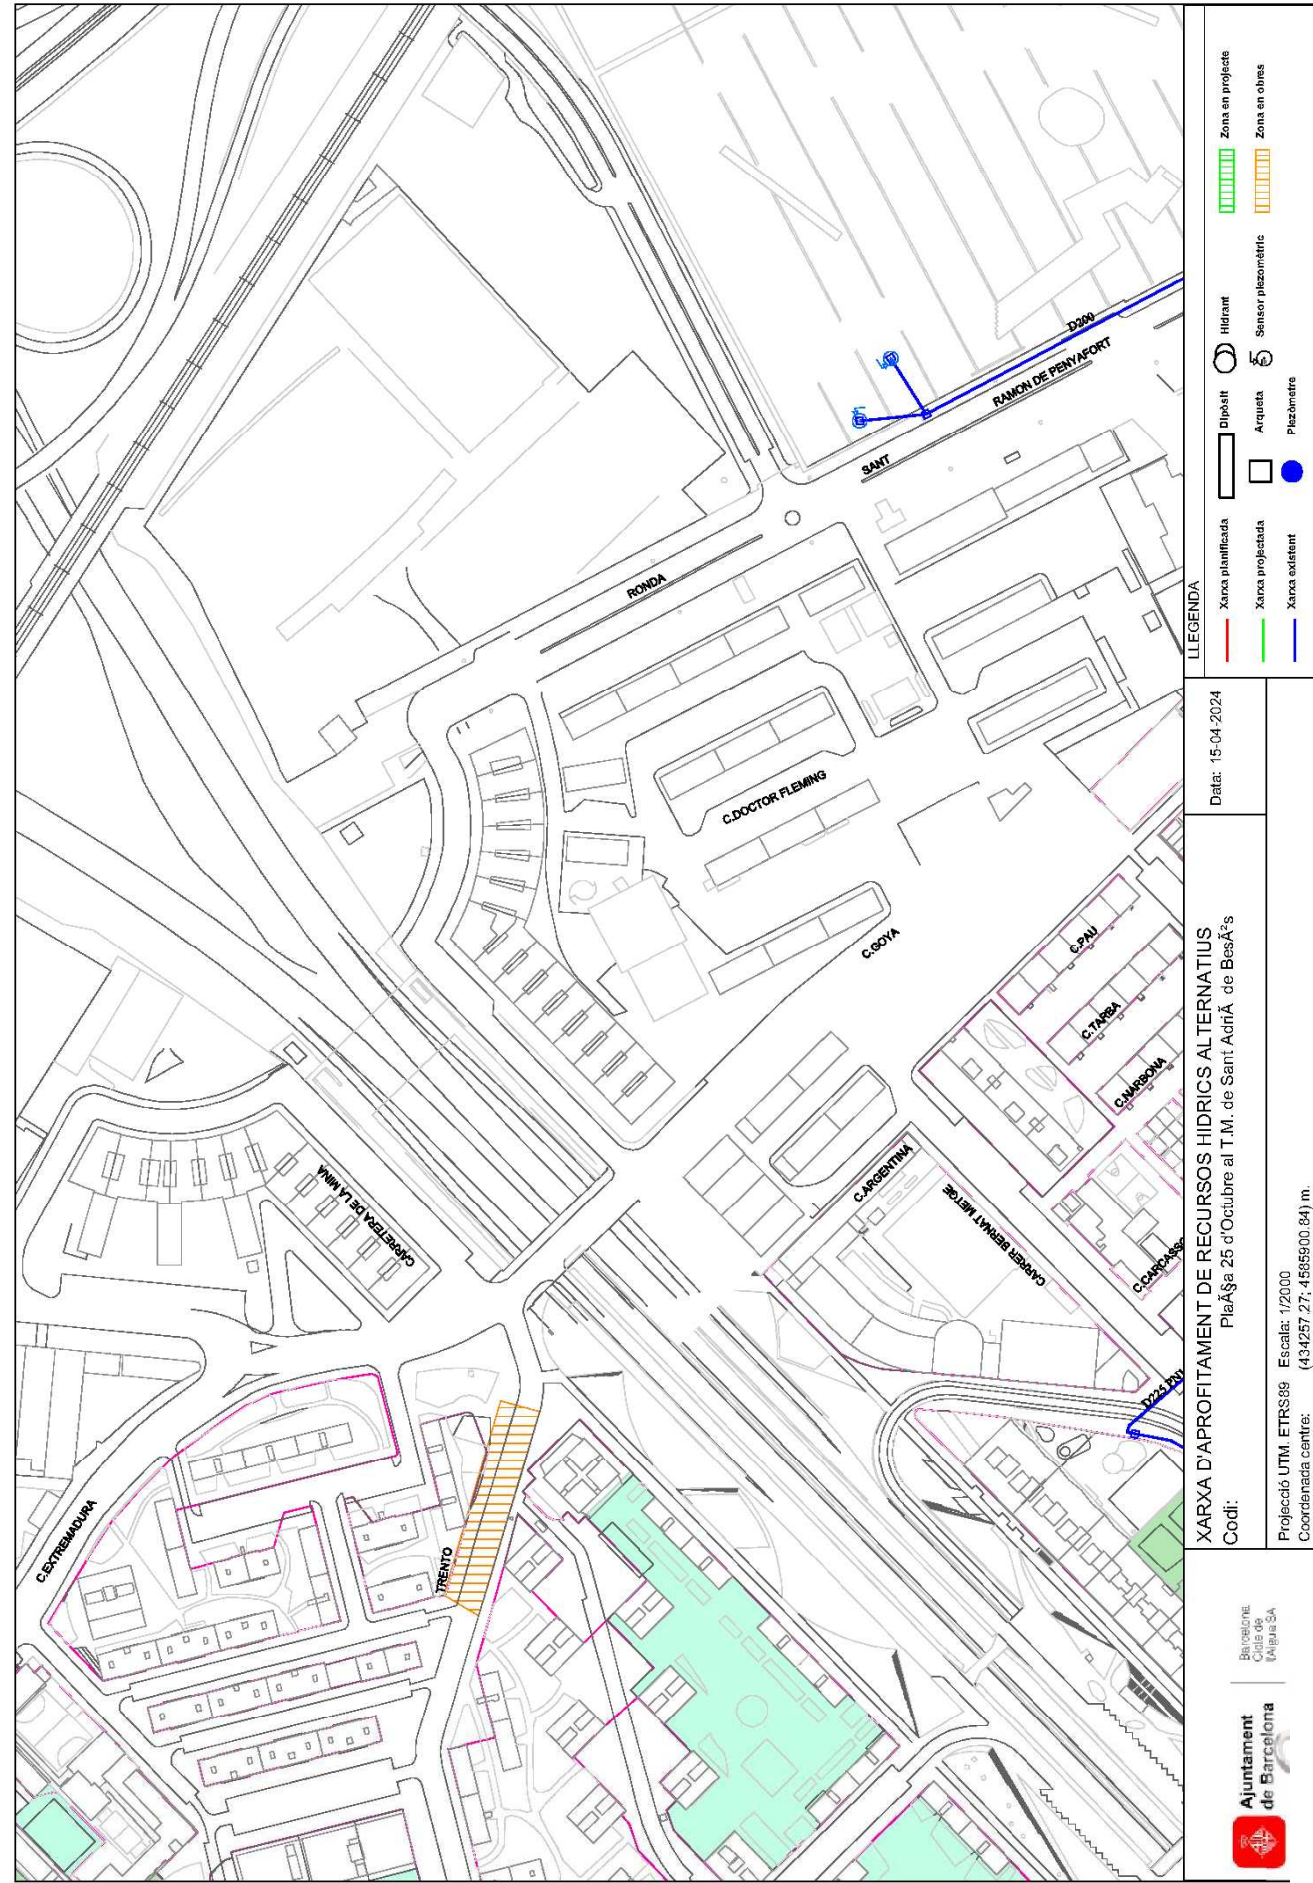 C.EXTREMADURA
TRENTO
CARRETERA DE LA MINA
RONDA
SANT
RAMON DE PENYAFORT
D200
C.DOCTOR FLEMING
C.GOYA
C.ARGENTINA
CARRER BERNAT METGE
C.PAU
C.TARBA
C.NARBONA
C.CARCASSO
D225 PN1
Ajuntament
de Barcelona
Barcelona
Cicle de
l'Aigua SA
XARXA D'APROFITAMENT DE RECURSOS HIDRICS ALTERNATIUS
Codi:
PlaÃ§a 25 d'Octubre al T.M. de Sant AdriÃ de BesÃ²s
Data: 15-04-2024
Projecció UTM. ETRS89 Escala: 1/2000
Coordenada centre: (434257.27; 4585900.84) m.
LLEGENDA
Xarxa planificada
Dipòsit
Hidrant
Zona en projecte
Xarxa projectada
Arqueta
Sensor piezomètric
Zona en obres
Xarxa existent
Piezòmetre